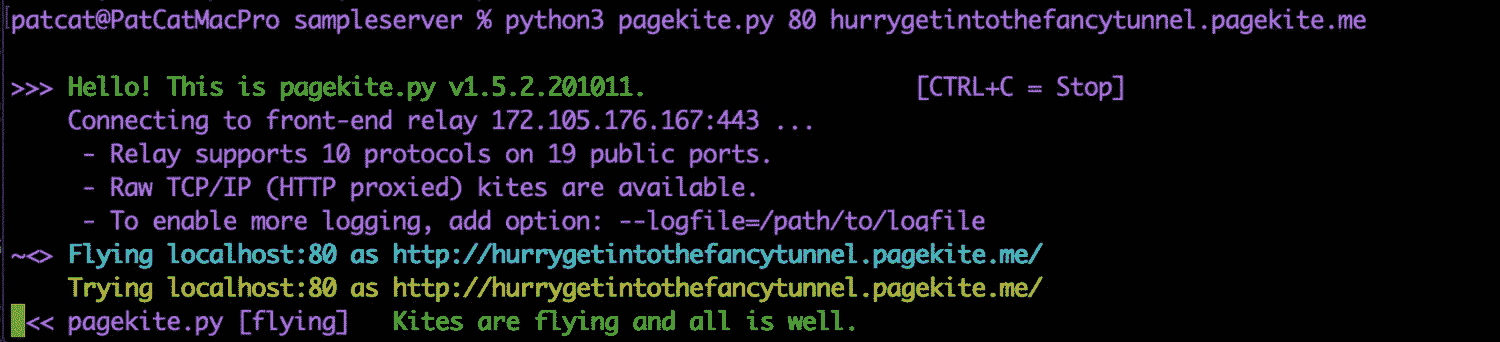 patcat@PatCatMacPro sampleserver % python3 pagekite.py 80 hurrygetintothefancytunnel.pagekite.me
>>> Hello! This is pagekite.py v1.5.2.201011. [CTRL+C = Stop]
Connecting to front-end relay 172.105.176.167:443 ...
- Relay supports 10 protocols on 19 public ports.
- Raw TCP/IP (HTTP proxied) kites are available.
- To enable more logging, add option: --logfile=/path/to/logfile
~<> Flying localhost:80 as http://hurrygetintothefancytunnel.pagekite.me/
Trying localhost:80 as http://hurrygetintothefancytunnel.pagekite.me/
<< pagekite.py [flying] Kites are flying and all is well.